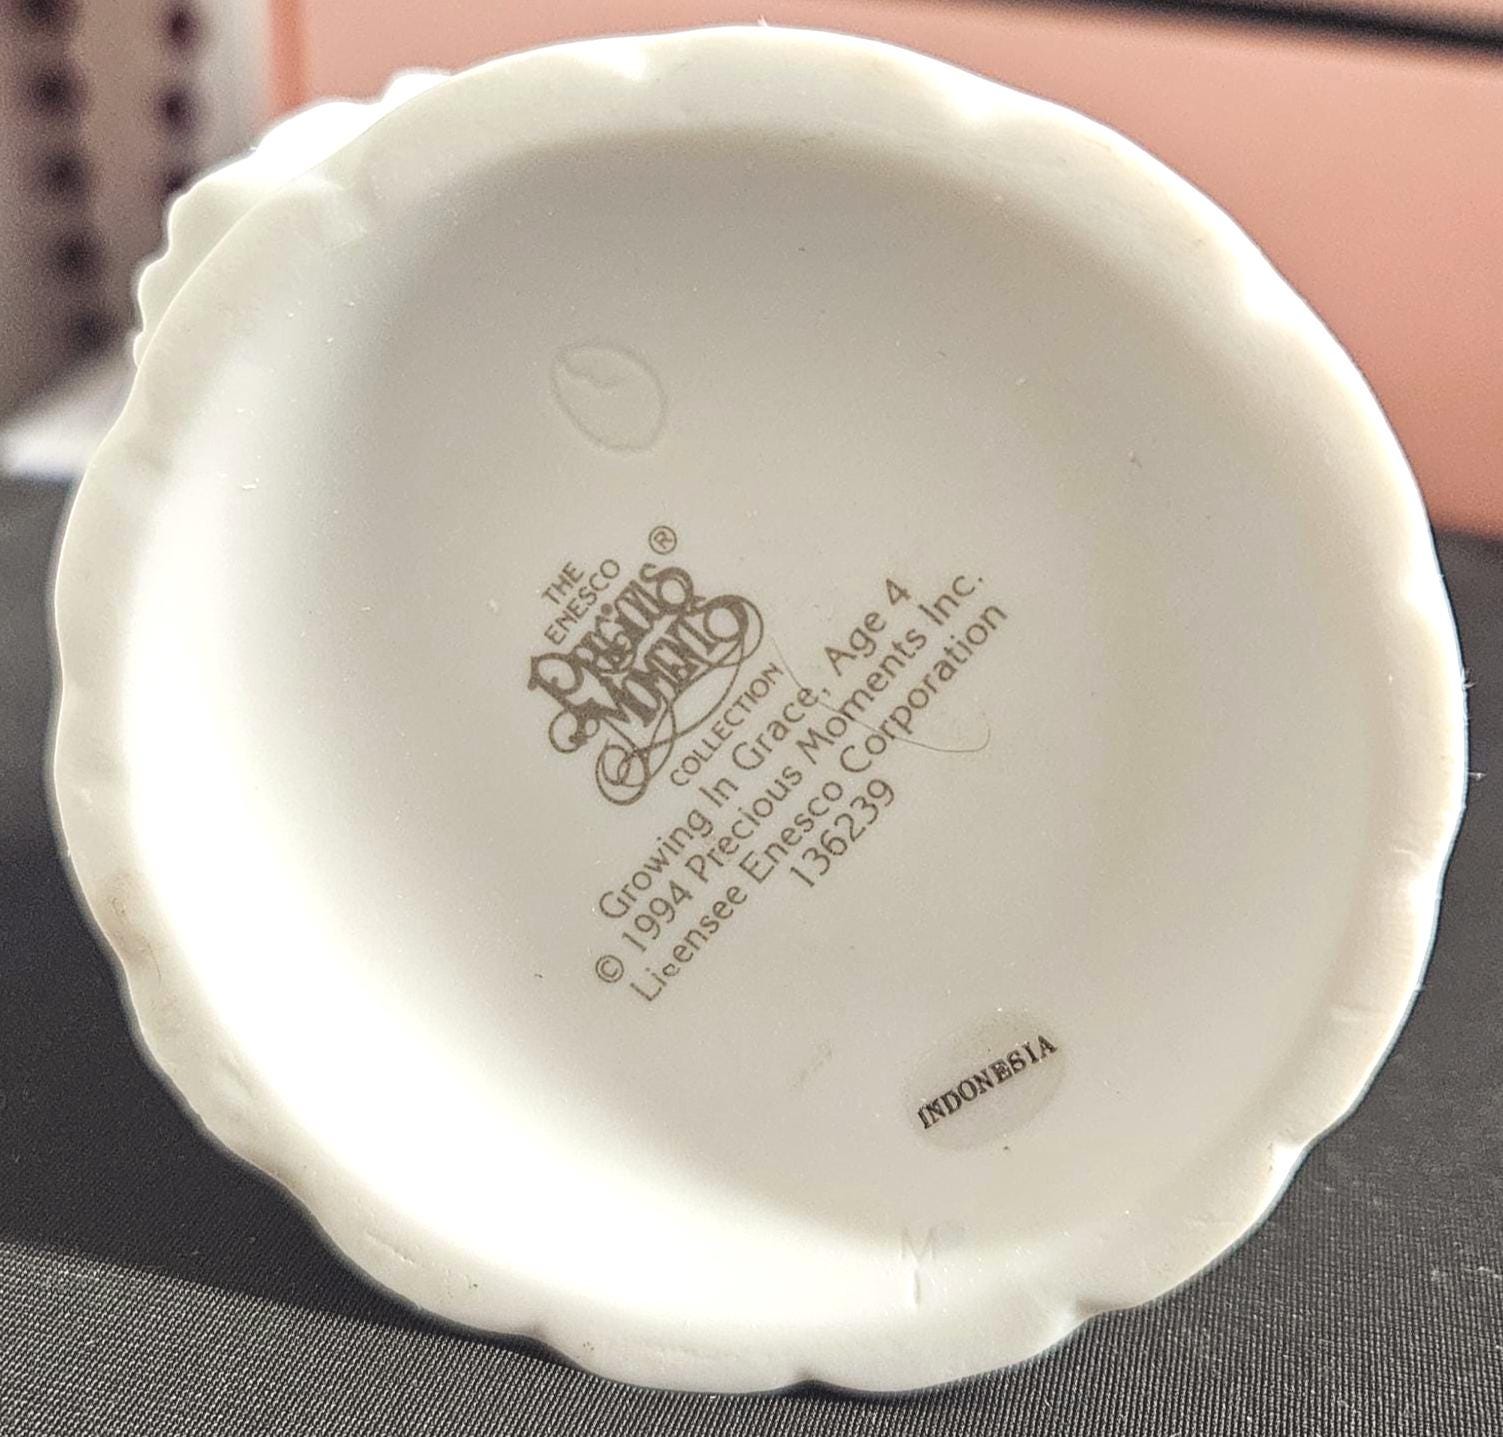 THE
ENESCO
PRECIOUS ®
MOMENTS
COLLECTION
Growing In Grace, Age 4
© 1994 Precious Moments Inc.
Licensee Enesco Corporation
136239
INDONESIA
M